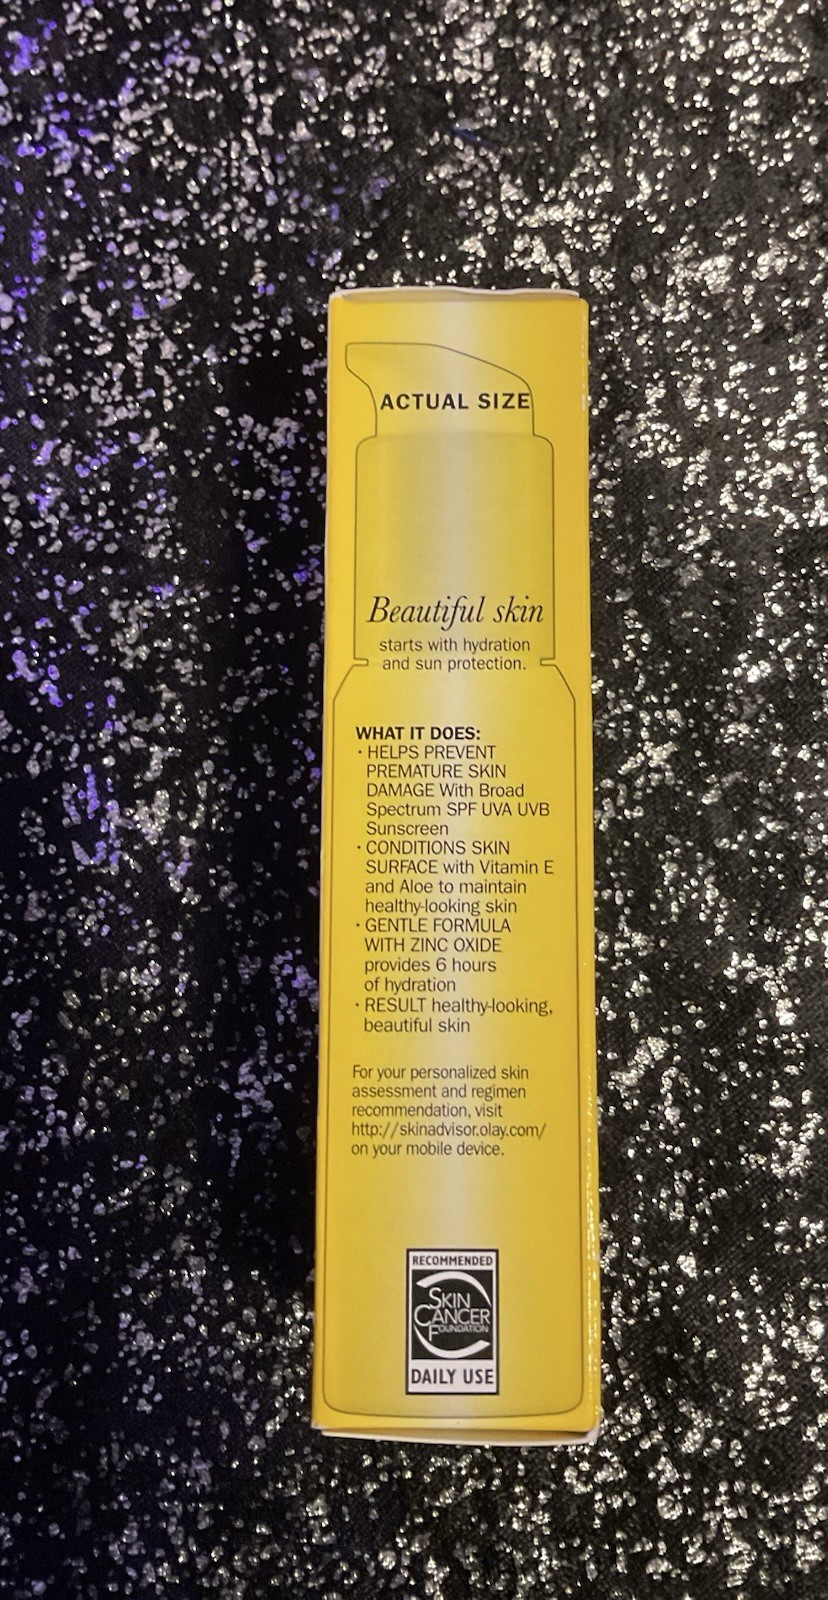 ACTUAL SIZE
Beautiful skin
starts with hydration
and sun protection.
WHAT IT DOES:
· HELPS PREVENT
PREMATURE SKIN
DAMAGE With Broad
Spectrum SPF UVA UVB
Sunscreen
· CONDITIONS SKIN
SURFACE with Vitamin E
and Aloe to maintain
healthy-looking skin
· GENTLE FORMULA
WITH ZINC OXIDE
provides 6 hours
of hydration
· RESULT healthy-looking,
beautiful skin
For your personalized skin
assessment and regimen
recommendation, visit
http://skinadvisor.olay.com/
on your mobile device.
RECOMMENDED
SKIN
CANCER
FOUNDATION
DAILY USE